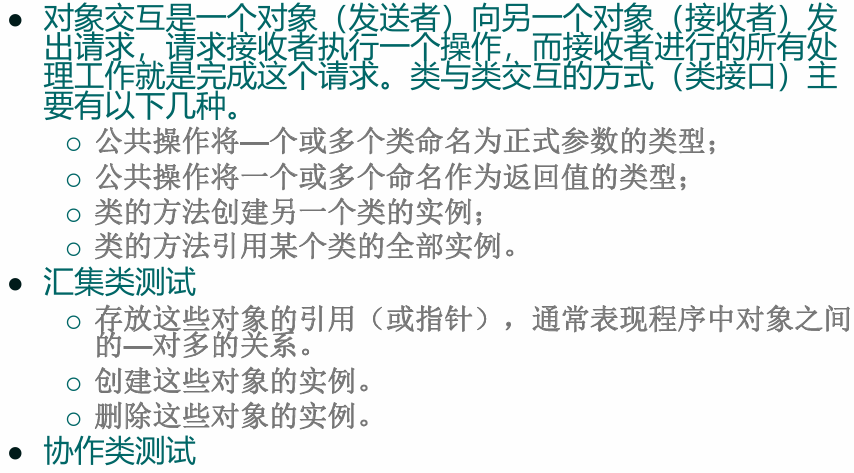 ● 对象交互是一个对象（发送者）向另一个对象（接收者）发
出请求，请求接收者执行一个操作，而接收者进行的所有处
理工作就是完成这个请求。类与类交互的方式（类接口）主
要有以下几种。
○ 公共操作将—个或多个类命名为正式参数的类型；
○ 公共操作将一个或多个命名作为返回值的类型；
○ 类的方法创建另一个类的实例；
○ 类的方法引用某个类的全部实例。
● 汇集类测试
○ 存放这些对象的引用（或指针），通常表现程序中对象之间
的—对多的关系。
○ 创建这些对象的实例。
○ 删除这些对象的实例。
● 协作类测试